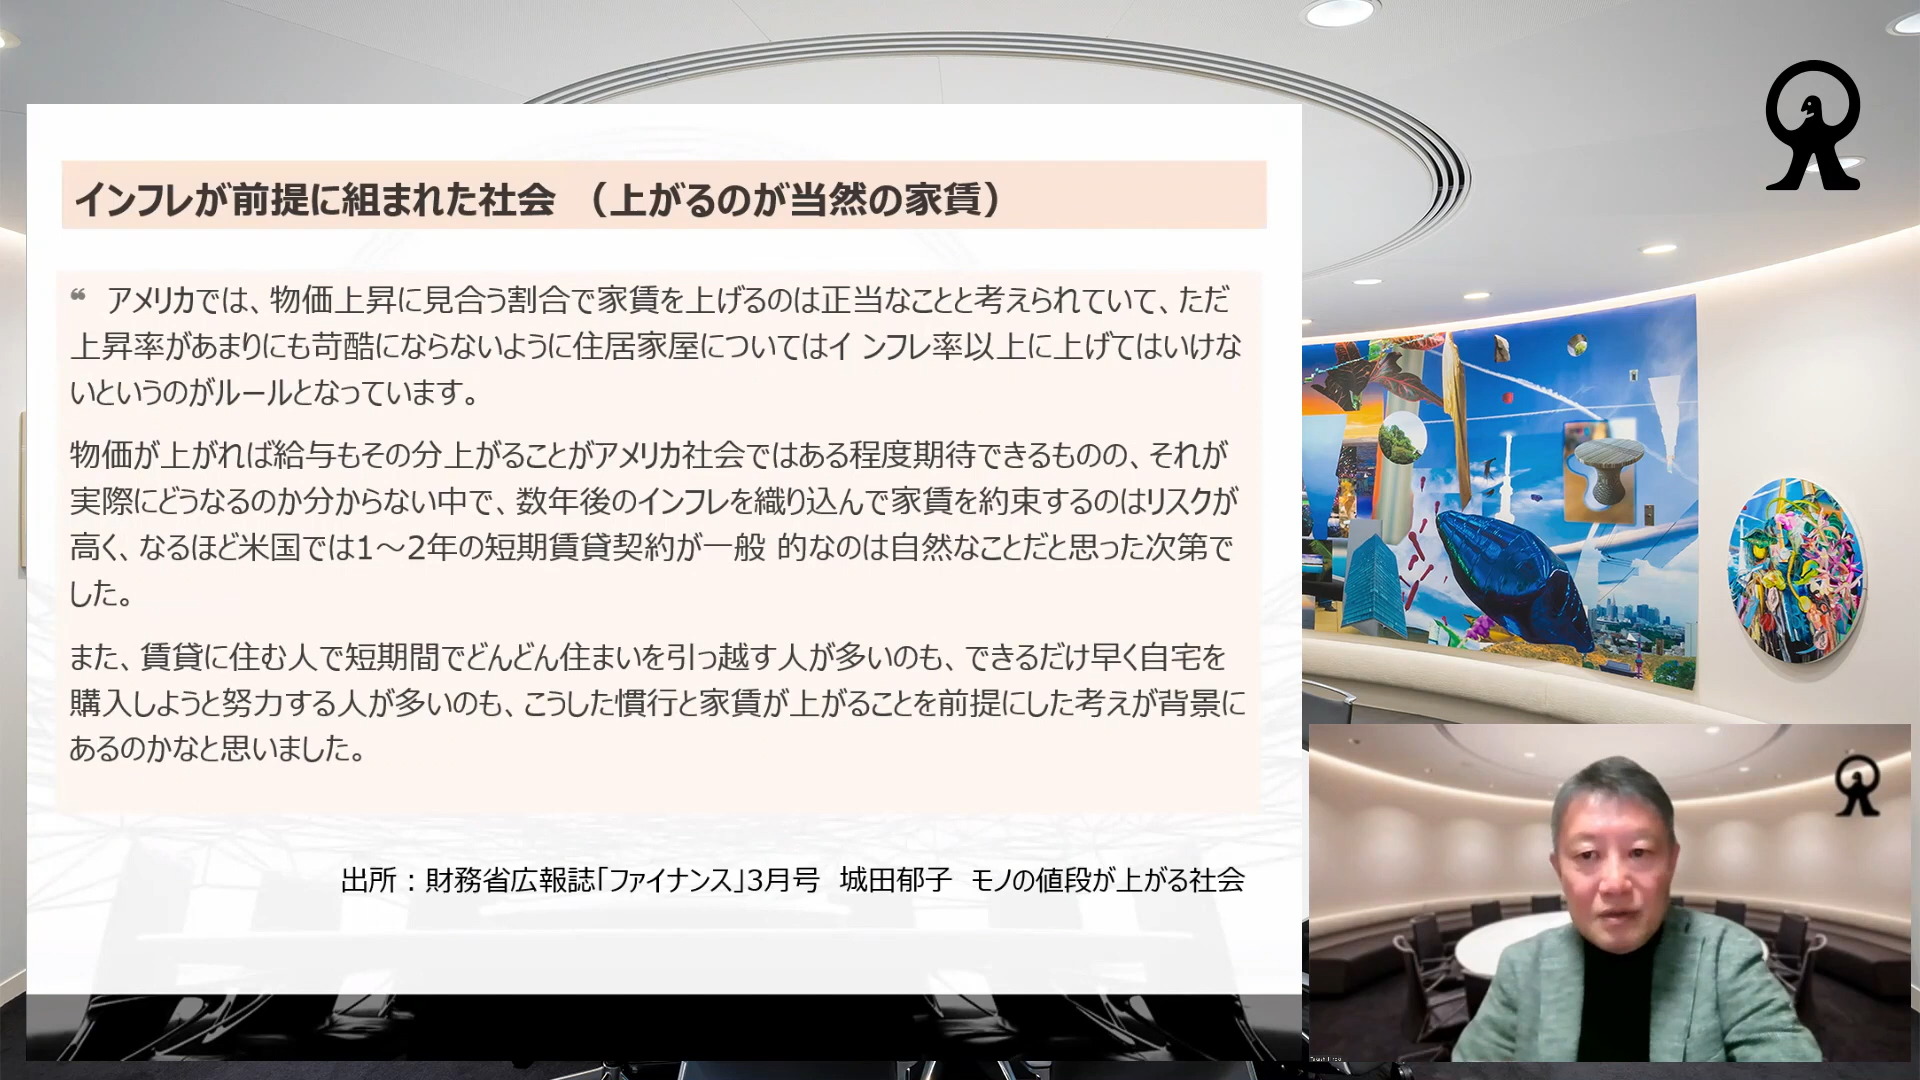 インフレが前提に組まれた社会 （上がるのが当然の家賃）
❝ アメリカでは、物価上昇に見合う割合で家賃を上げるのは正当なことと考えられていて、ただ
上昇率があまりにも苛酷にならないように住居家屋についてはイ ンフレ率以上に上げてはいけな
いというのがルールとなっています。
物価が上がれば給与もその分上がることがアメリカ社会ではある程度期待できるものの、それが
実際にどうなるのか分からない中で、数年後のインフレを織り込んで家賃を約束するのはリスクが
高く、なるほど米国では1～2年の短期賃貸契約が一般 的なのは自然なことだと思った次第で
した。
また、賃貸に住む人で短期間でどんどん住まいを引っ越す人が多いのも、できるだけ早く自宅を
購入しようと努力する人が多いのも、こうした慣行と家賃が上がることを前提にした考えが背景に
あるのかなと思いました。
出所：財務省広報誌「ファイナンス」3月号　城田郁子　モノの値段が上がる社会